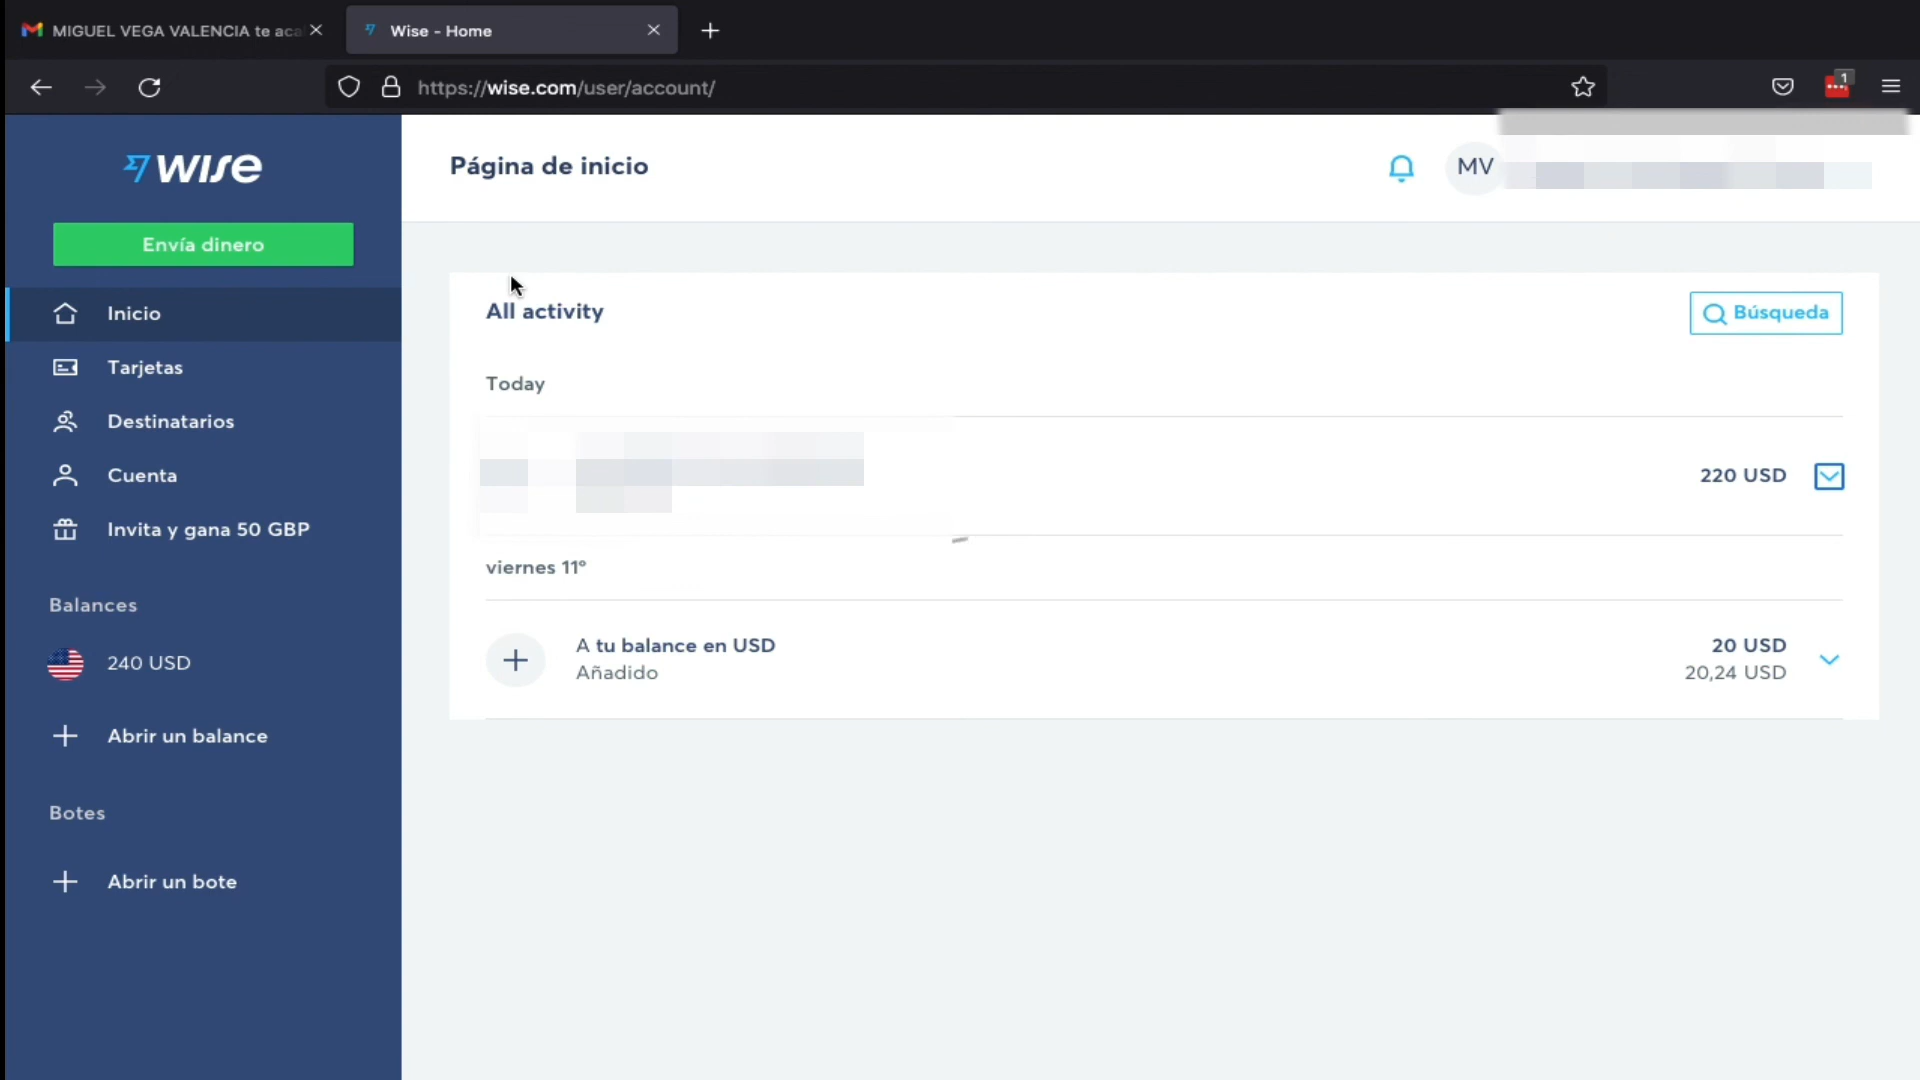 MIGUEL VEGA VALENCIA te aca
Wise - Home
https://wise.com/user/account/
1
WISE
Página de inicio
MV
Envía dinero
Inicio
Tarjetas
Destinatarios
Cuenta
Invita y gana 50 GBP
Balances
240 USD
Abrir un balance
Botes
Abrir un bote
All activity
Búsqueda
Today
220 USD
viernes 11º
A tu balance en USD
20 USD
Añadido
20,24 USD